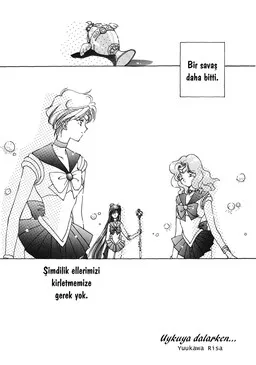 Bir savaş
daha bitti.
Şimdilik ellerimizi
kirletmemize
gerek yok.
Uykuya dalarken...
Yuukawa Risa